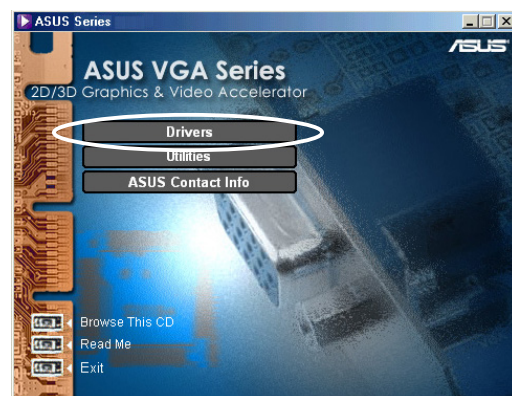 ASUS Series
ASUS
ASUS VGA Series
2D/3D Graphics & Video Accelerator
Drivers
Utilities
ASUS Contact Info
Browse This CD
Read Me
Exit